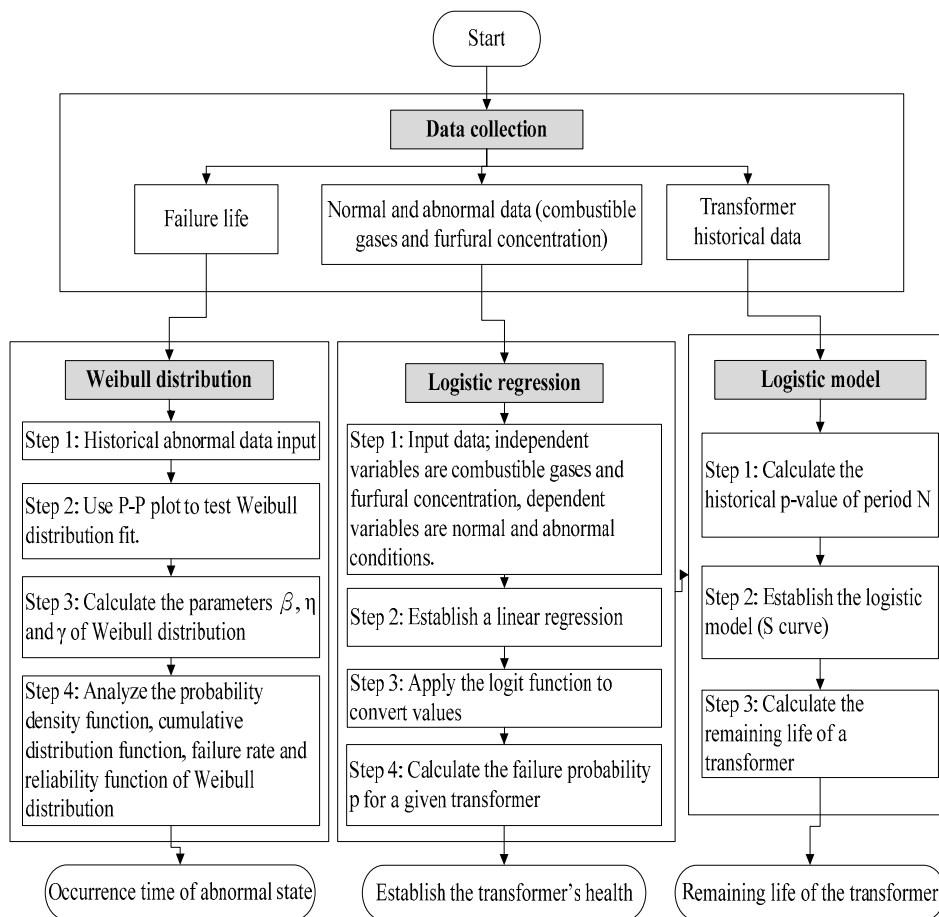 Start
Data collection
Failure life
Normal and abnormal data (combustible
gases and furfural concentration)
Transformer
historical data
Weibull distribution
Step 1: Historical abnormal data input
Step 2: Use P-P plot to test Weibull
distribution fit.
Step 3: Calculate the parameters β, η
and γ of Weibull distribution
Step 4: Analyze the probability
density function, cumulative
distribution function, failure rate and
reliability function of Weibull
distribution
Occurrence time of abnormal state
Logistic regression
Step 1: Input data; independent
variables are combustible gases and
furfural concentration, dependent
variables are normal and abnormal
conditions.
Step 2: Establish a linear regression
Step 3: Apply the logit function to
convert values
Step 4: Calculate the failure probability
p for a given transformer
Establish the transformer’s health
Logistic model
Step 1: Calculate the
historical p-value of period N
Step 2: Establish the logistic
model (S curve)
Step 3: Calculate the
remaining life of a
transformer
Remaining life of the transformer